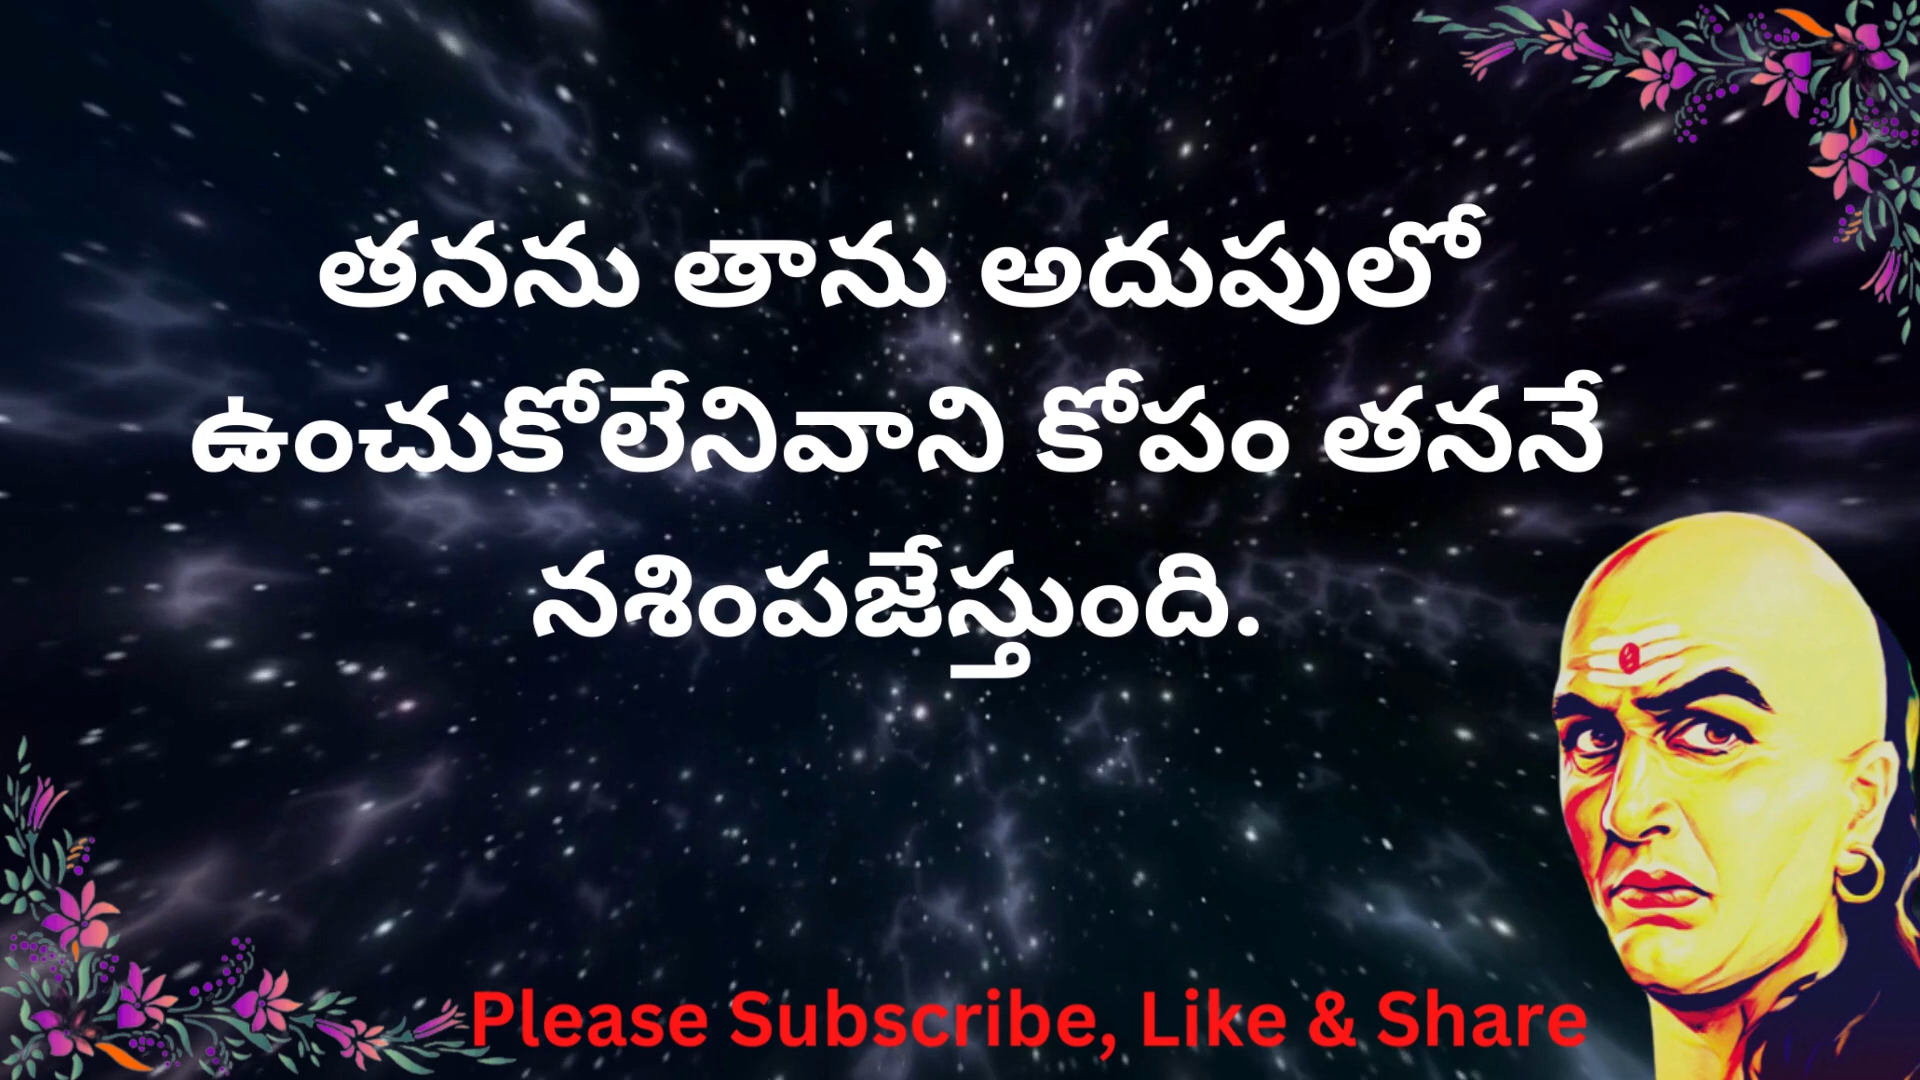 తనను తాను అదుపులో
ఉంచుకోలేనివాని కోపం తననే
నశింపజేస్తుంది.
Please Subscribe, Like & Share